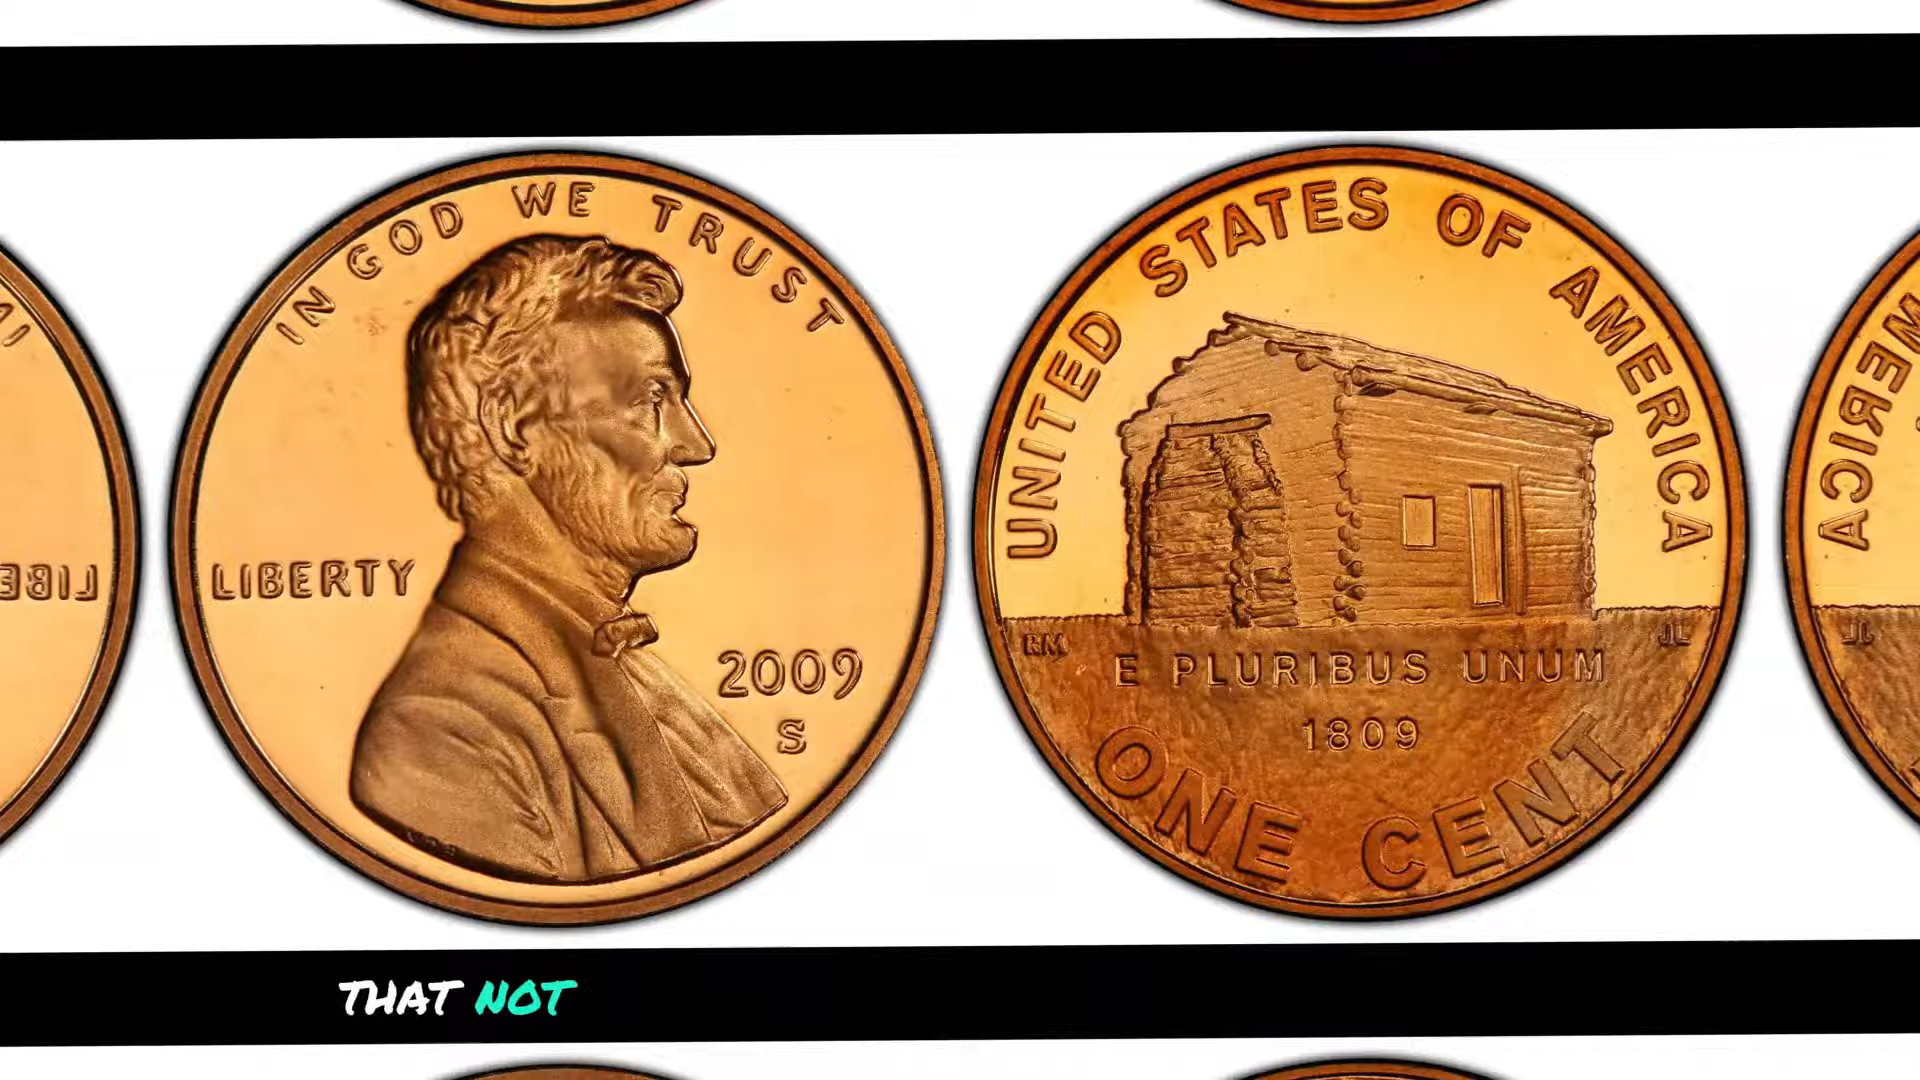 IN GOD WE TRUST
LIBERTY
2009
S
UNITED STATES OF AMERICA
RM
JL
E PLURIBUS UNUM
1809
ONE CENT
THAT NOT